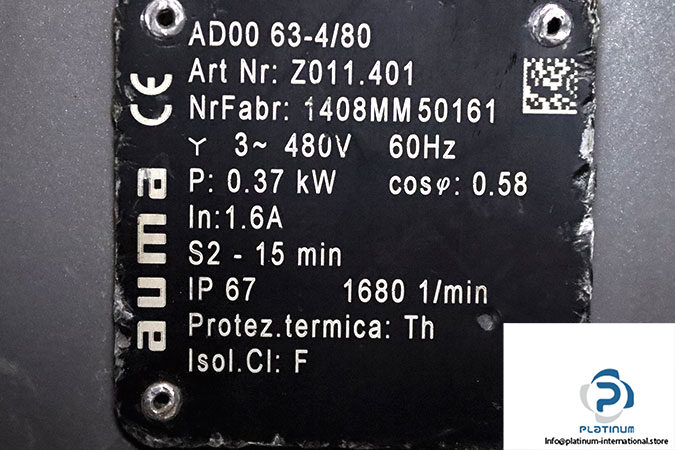 AD00 63-4/80
Art Nr: Z011.401
NrFabr: 1408MM50161
Y 3~ 480V 60Hz
P: 0.37 kW cosφ: 0.58
In:1.6A
S2 - 15 min
IP 67 1680 1/min
Protez.termica: Th
Isol.Cl: F
CE
auma
PLATINUM
Info@platinum-international.store